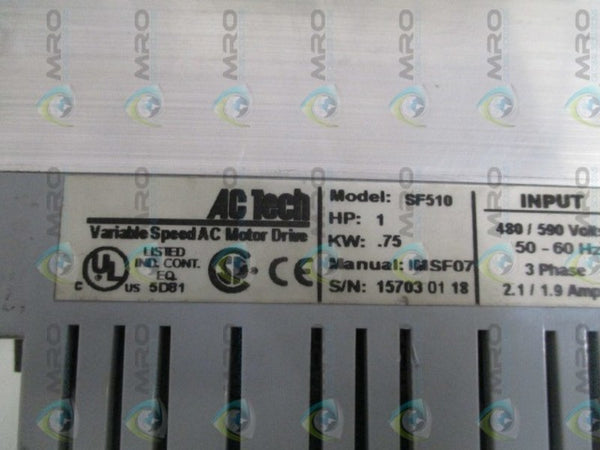 AC Tech
Variable Speed AC Motor Drive
UL
LISTED
IND. CONT.
EQ.
C US 5D81
CE
Model: SF510
HP: 1
KW: .75
Manual: IMSF07
S/N: 15703 01 18
INPUT
480 / 590 Volts
50 - 60 Hz
3 Phase
2.1 / 1.9 Amp
MRO